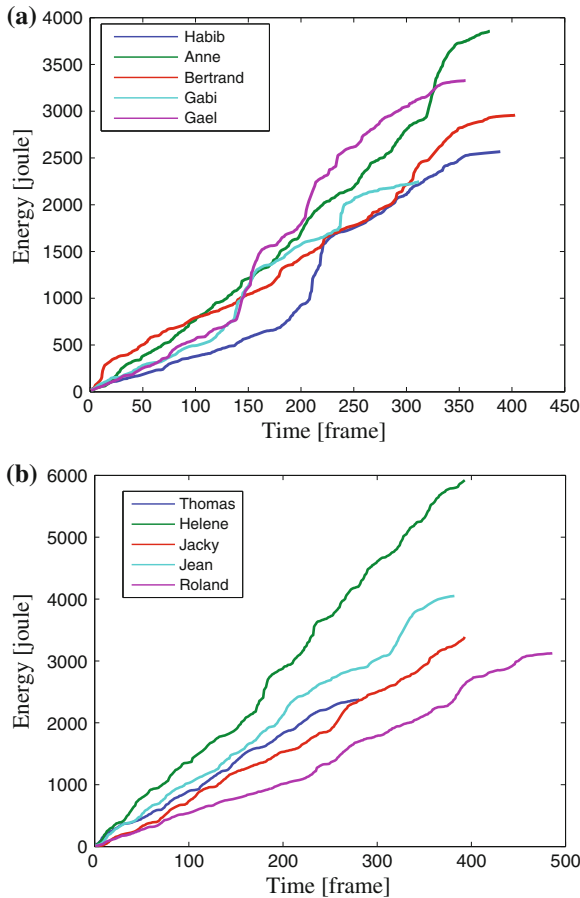 (a)
4000
3500
3000
2500
2000
1500
1000
500
0
Energy [joule]
Habib
Anne
Bertrand
Gabi
Gael
0 50 100 150 200 250 300 350 400 450
Time [frame]
(b)
6000
5000
4000
3000
2000
1000
0
Energy [joule]
Thomas
Helene
Jacky
Jean
Roland
0 100 200 300 400 500
Time [frame]